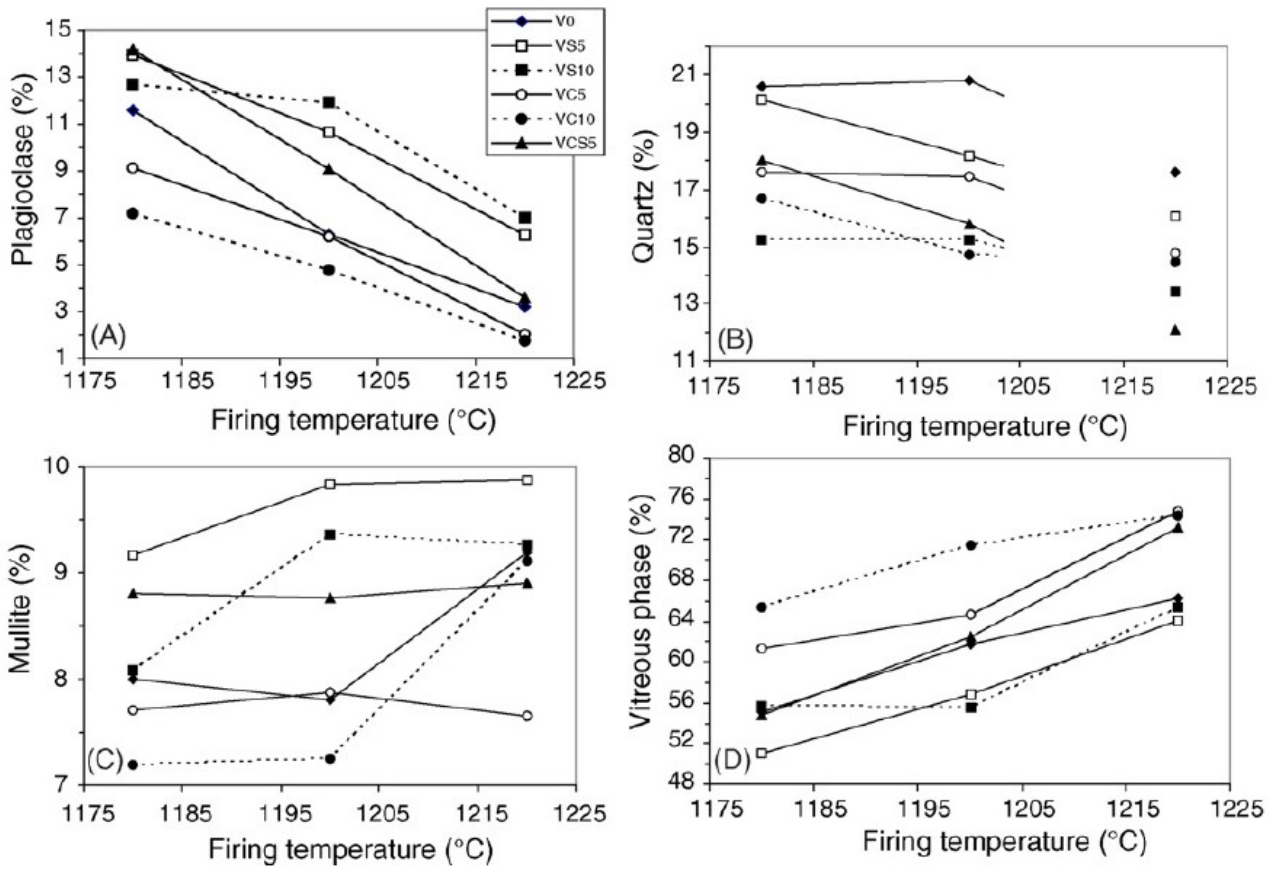 15
13
11
9
7
5
3
1
Plagioclase (%)
(A)
1175 1185 1195 1205 1215 1225
Firing temperature (°C)
V0
VS5
VS10
VC5
VC10
VCS5
21
19
17
15
13
11
Quartz (%)
(B)
1175 1185 1195 1205 1215 1225
Firing temperature (°C)
10
9
8
7
Mullite (%)
(C)
1175 1185 1195 1205 1215 1225
Firing temperature (°C)
80
76
72
68
64
60
56
52
48
Vitreous phase (%)
(D)
1175 1185 1195 1205 1215 1225
Firing temperature (°C)